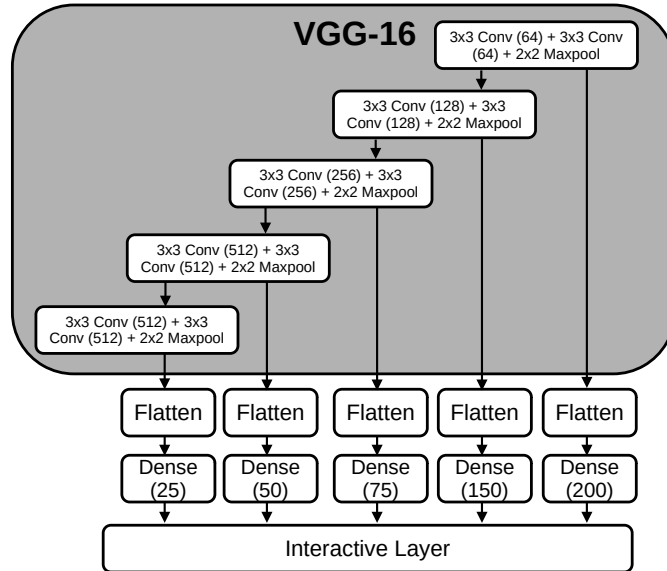 VGG-16
3x3 Conv (64) + 3x3 Conv
(64) + 2x2 Maxpool
3x3 Conv (128) + 3x3
Conv (128) + 2x2 Maxpool
3x3 Conv (256) + 3x3
Conv (256) + 2x2 Maxpool
3x3 Conv (512) + 3x3
Conv (512) + 2x2 Maxpool
3x3 Conv (512) + 3x3
Conv (512) + 2x2 Maxpool
Flatten Flatten Flatten Flatten Flatten
Dense Dense Dense Dense Dense
(25) (50) (75) (150) (200)
Interactive Layer